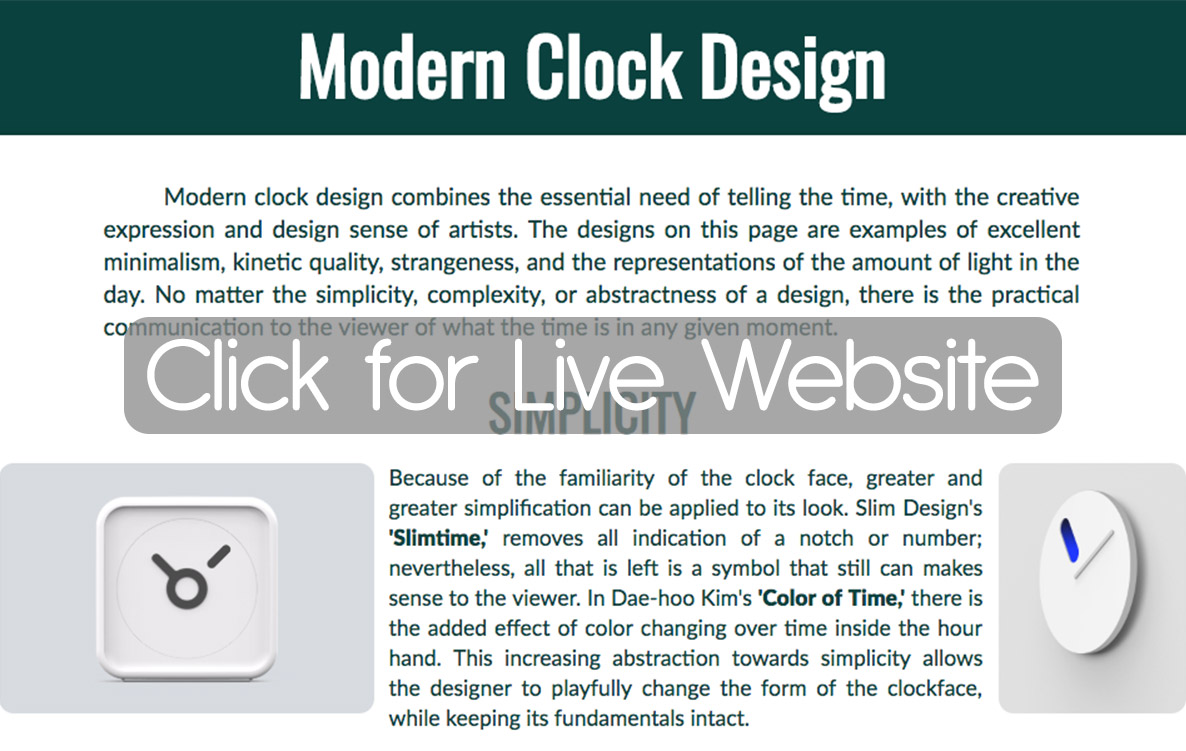 Modern Clock Design
Modern clock design combines the essential need of telling the time, with the creative
expression and design sense of artists. The designs on this page are examples of excellent
minimalism, kinetic quality, strangeness, and the representations of the amount of light in the
day. No matter the simplicity, complexity, or abstractness of a design, there is the practical
communication to the viewer of what the time is in any given moment.
Click for Live Website
SIMPLICITY
Because of the familiarity of the clock face, greater and
greater simplification can be applied to its look. Slim Design's
'Slimtime,' removes all indication of a notch or number;
nevertheless, all that is left is a symbol that still can makes
sense to the viewer. In Dae-hoo Kim's 'Color of Time,' there is
the added effect of color changing over time inside the hour
hand. This increasing abstraction towards simplicity allows
the designer to playfully change the form of the clockface,
while keeping its fundamentals intact.